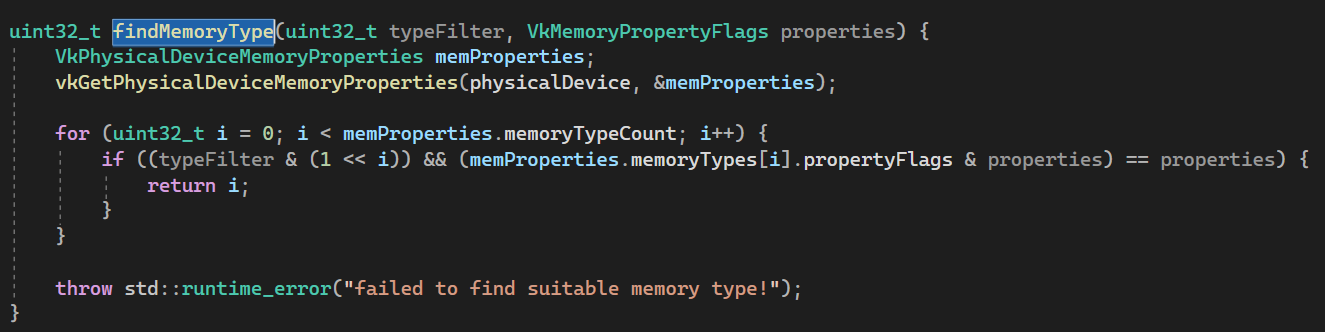 uint32_t findMemoryType(uint32_t typeFilter, VkMemoryPropertyFlags properties) {
    VkPhysicalDeviceMemoryProperties memProperties;
    vkGetPhysicalDeviceMemoryProperties(physicalDevice, &memProperties);

    for (uint32_t i = 0; i < memProperties.memoryTypeCount; i++) {
        if ((typeFilter & (1 << i)) && (memProperties.memoryTypes[i].propertyFlags & properties) == properties) {
            return i;
        }
    }

    throw std::runtime_error("failed to find suitable memory type!");
}